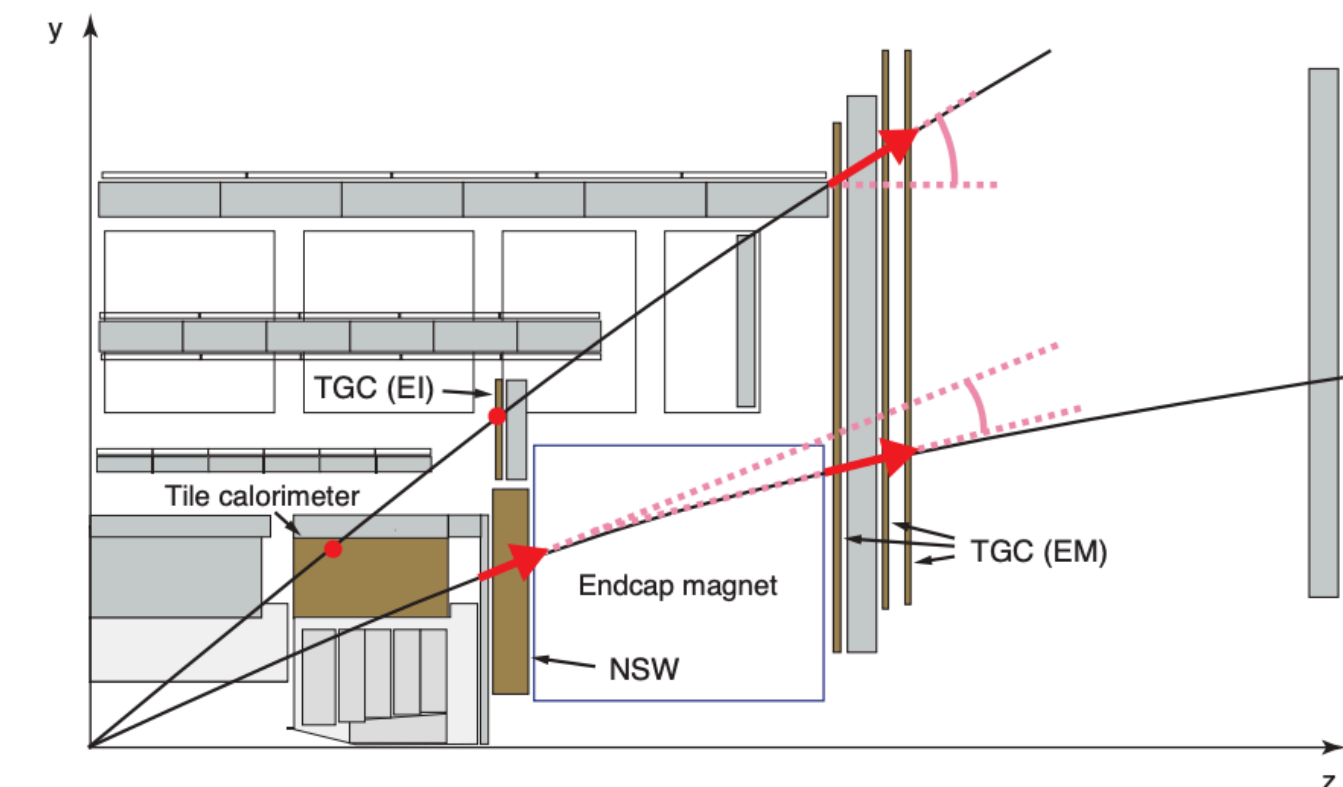 y
TGC (EI)
Tile calorimeter
TGC (EM)
Endcap magnet
NSW
z